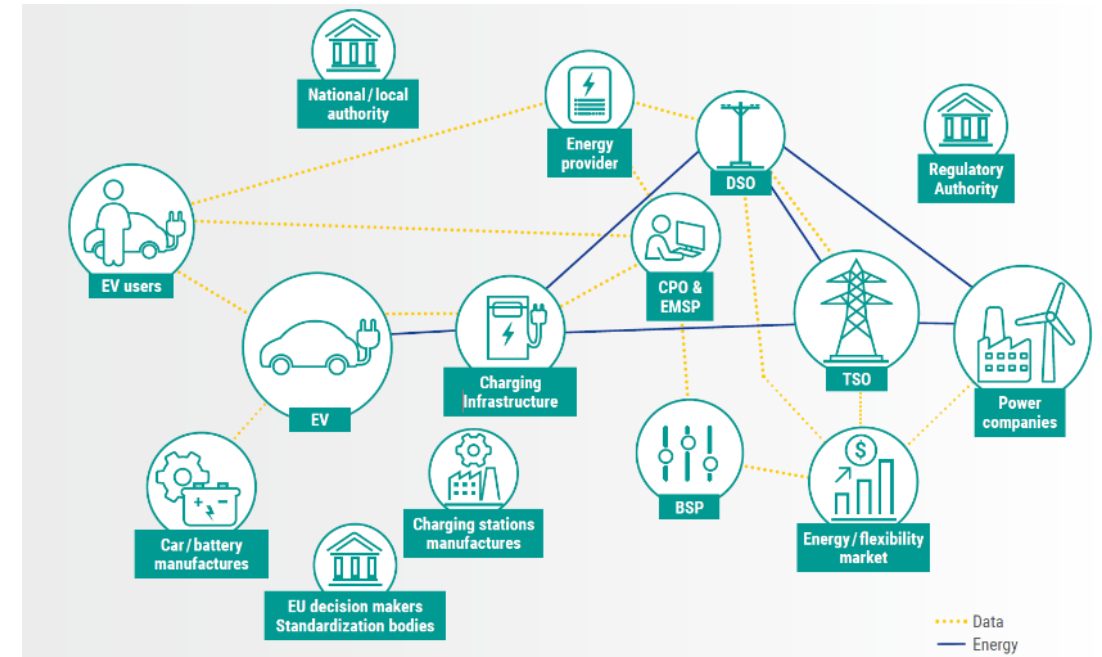 National / local
authority
Energy
provider
DSO
Regulatory
Authority
EV users
CPO &
EMSP
EV
Charging
Infrastructure
TSO
Power
companies
Car / battery
manufactures
Charging stations
manufactures
BSP
$
Energy / flexibility
market
EU decision makers
Standardization bodies
Data
Energy